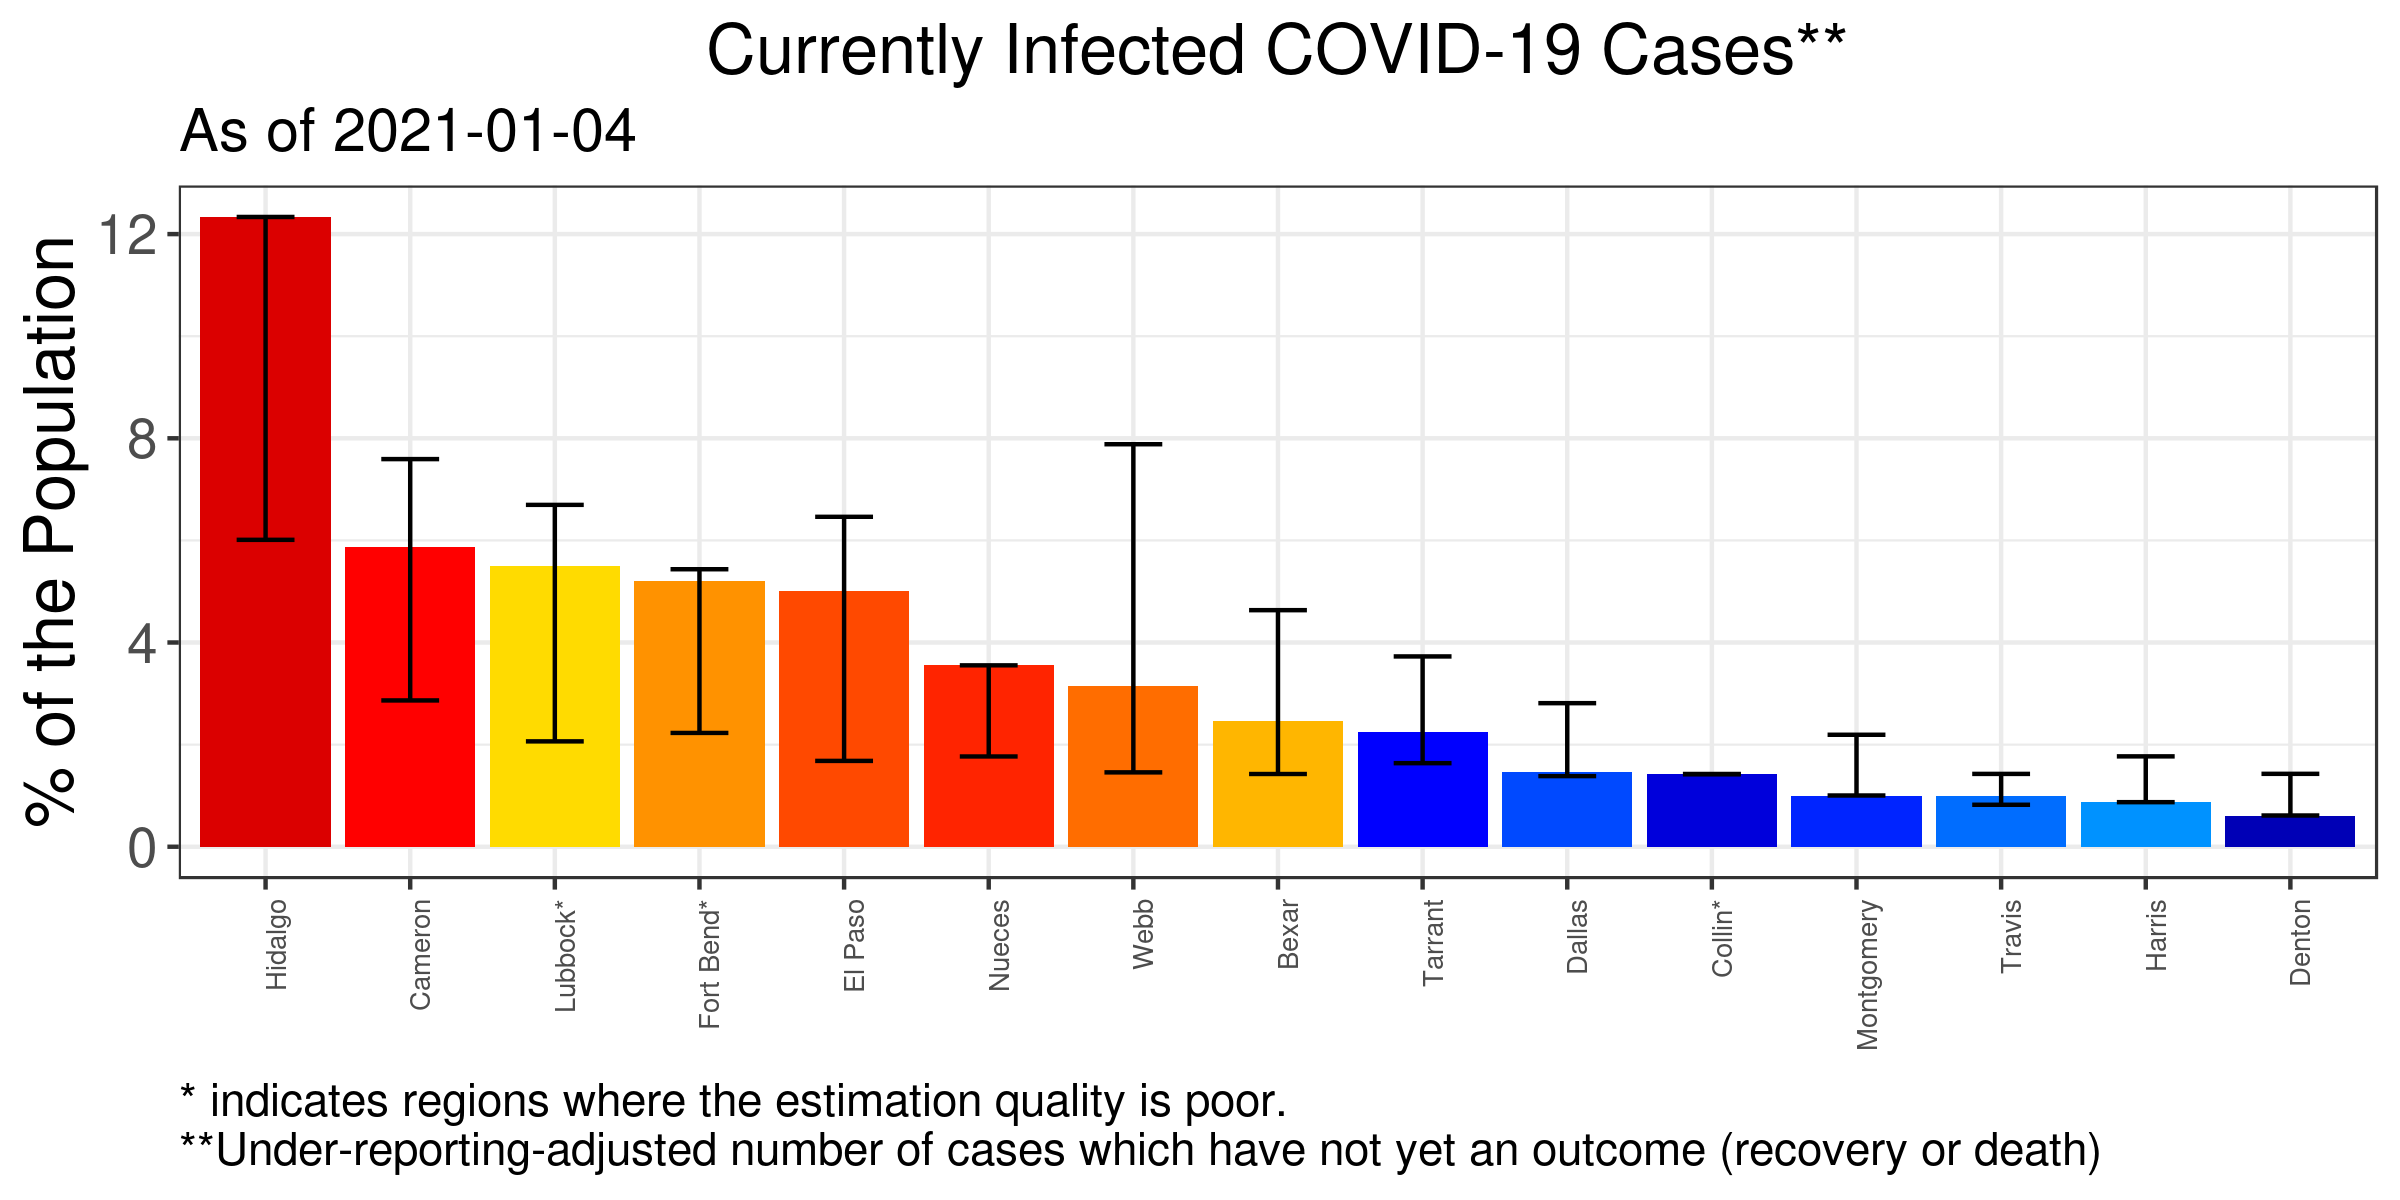 Currently Infected COVID-19 Cases**
As of 2021-01-04
% of the Population
12
8
4
0
Hidalgo
Cameron
Lubbock*
Fort Bend*
El Paso
Nueces
Webb
Bexar
Tarrant
Dallas
Collin*
Montgomery
Travis
Harris
Denton
* indicates regions where the estimation quality is poor.
**Under-reporting-adjusted number of cases which have not yet an outcome (recovery or death)